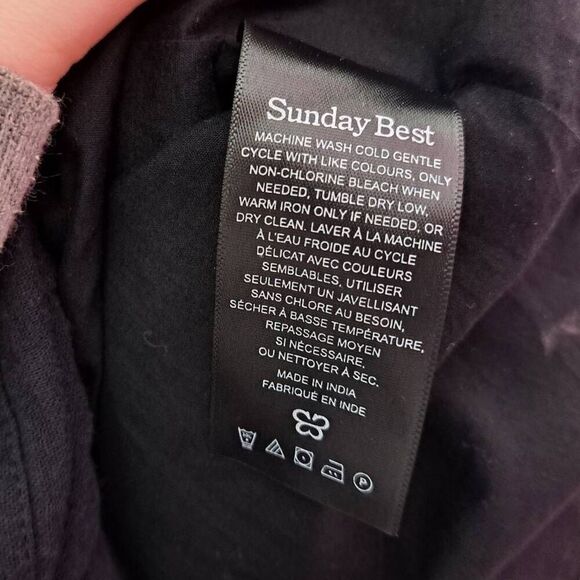 Sunday Best
MACHINE WASH COLD GENTLE
CYCLE WITH LIKE COLOURS, ONLY
NON-CHLORINE BLEACH WHEN
NEEDED, TUMBLE DRY LOW,
WARM IRON ONLY IF NEEDED, OR
DRY CLEAN. LAVER À LA MACHINE
À L'EAU FROIDE AU CYCLE
DÉLICAT AVEC COULEURS
SEMBLABLES, UTILISER
SEULEMENT UN JAVELLISANT
SANS CHLORE AU BESOIN,
SÉCHER À BASSE TEMPÉRATURE,
REPASSAGE MOYEN
SI NÉCESSAIRE,
OU NETTOYER À SEC.
MADE IN INDIA
FABRIQUÉ EN INDE
P